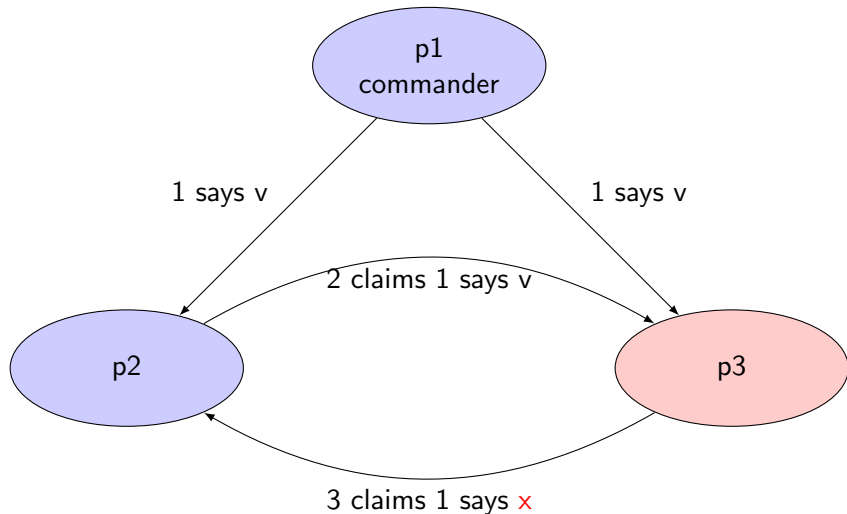 p1
commander
1 says v
1 says v
2 claims 1 says v
p2
p3
3 claims 1 says x